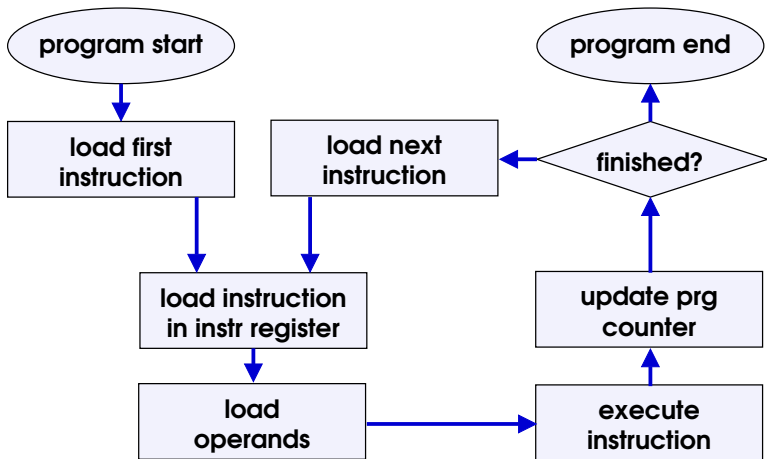 program start
program end
load first
instruction
load next
instruction
finished?
load instruction
in instr register
update prg
counter
load
operands
execute
instruction